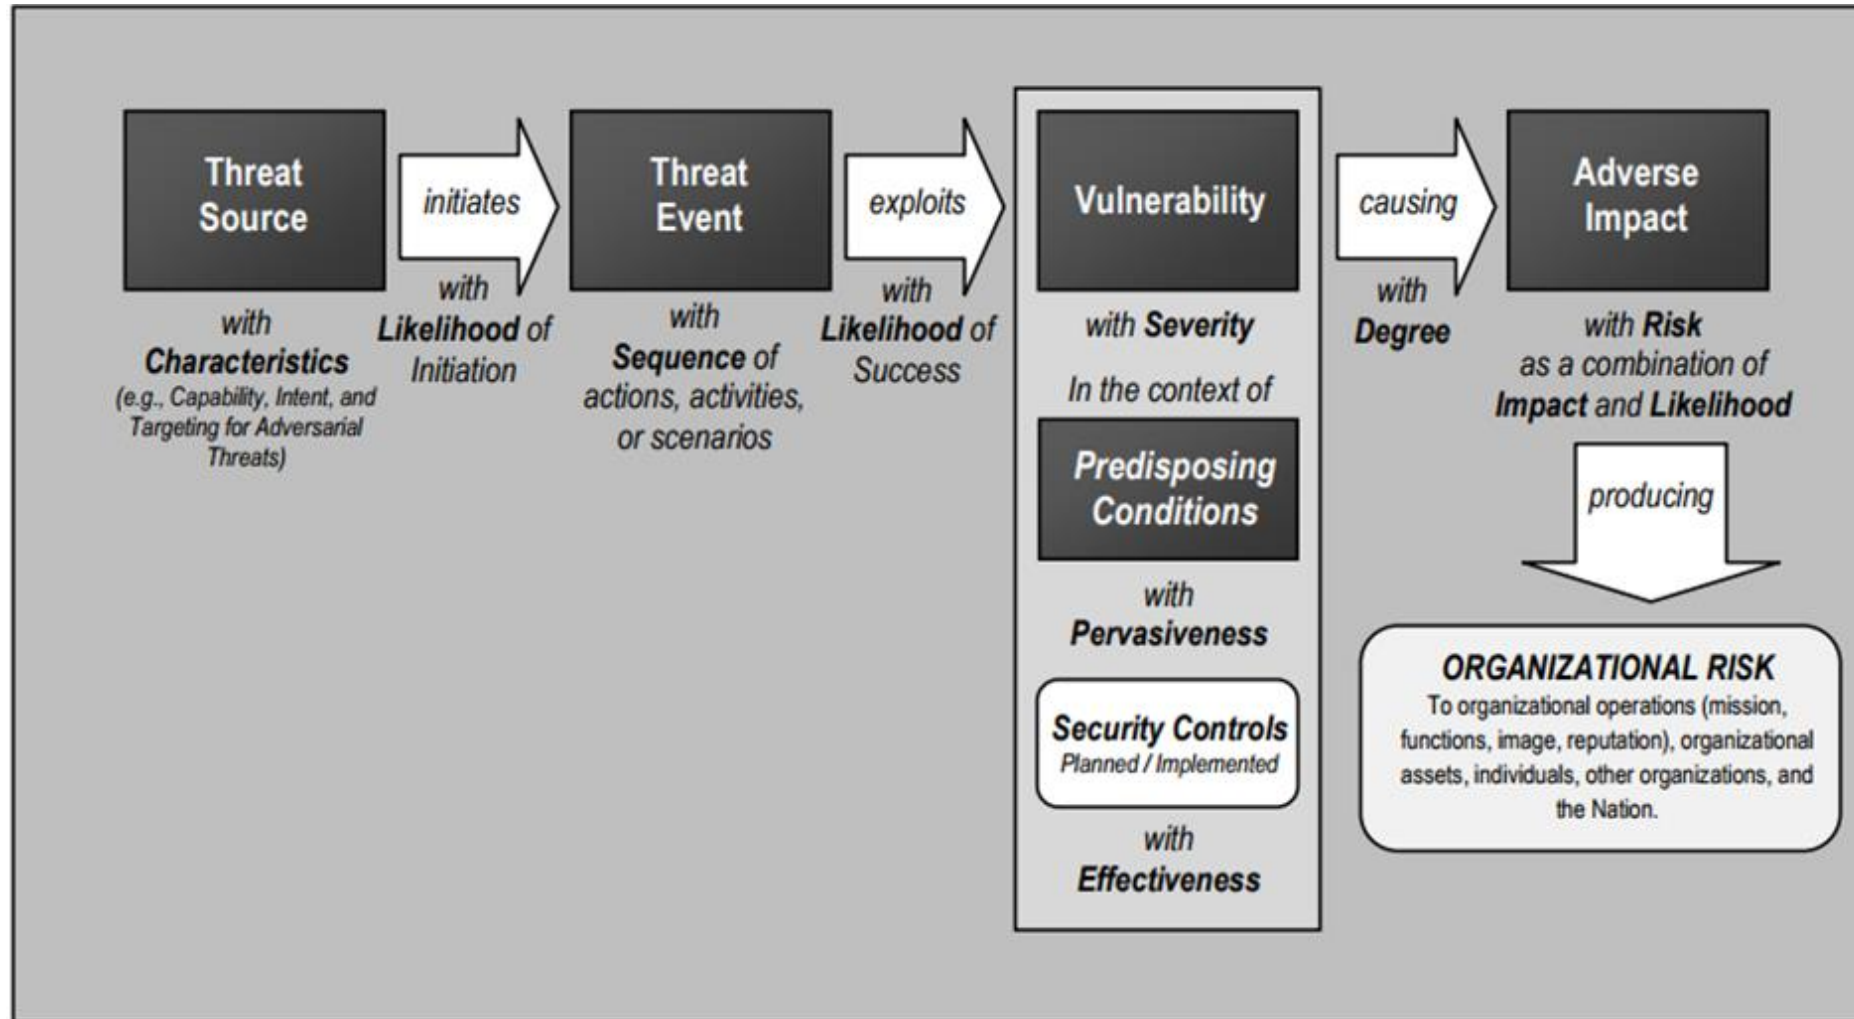 Threat
Source
with
Characteristics
(e.g., Capability, Intent, and
Targeting for Adversarial
Threats)
initiates
with
Likelihood of
Initiation
Threat
Event
with
Sequence of
actions, activities,
or scenarios
exploits
with
Likelihood of
Success
Vulnerability
with Severity
In the context of
Predisposing
Conditions
with
Pervasiveness
Security Controls
Planned / Implemented
with
Effectiveness
causing
with
Degree
Adverse
Impact
with Risk
as a combination of
Impact and Likelihood
producing
ORGANIZATIONAL RISK
To organizational operations (mission,
functions, image, reputation), organizational
assets, individuals, other organizations, and
the Nation.